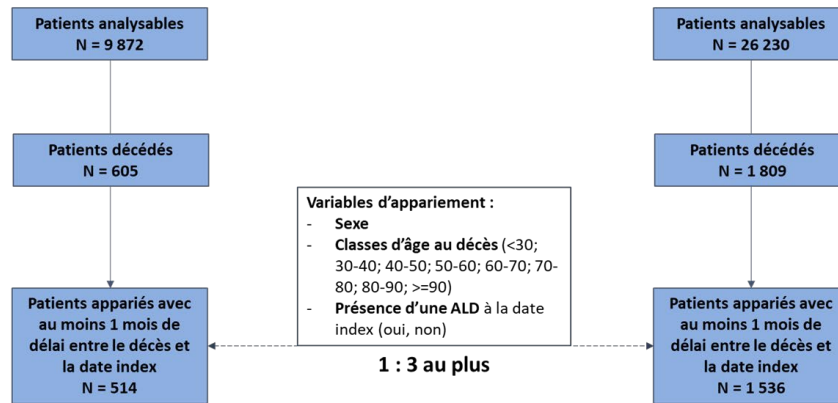 Patients analysables
N = 9 872
Patients analysables
N = 26 230
Patients décédés
N = 605
Patients décédés
N = 1 809
Variables d'appariement :
- Sexe
- Classes d'âge au décès (<30;
30-40; 40-50; 50-60; 60-70; 70-
80; 80-90; >=90)
- Présence d'une ALD à la date
index (oui, non)
Patients appariés avec
au moins 1 mois de
délai entre le décès et
la date index
N = 514
1 : 3 au plus
Patients appariés avec
au moins 1 mois de
délai entre le décès et
la date index
N = 1 536